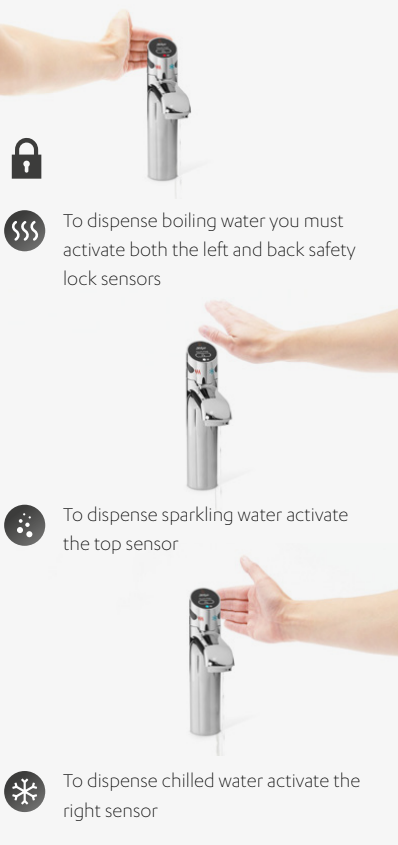 To dispense boiling water you must
activate both the left and back safety
lock sensors
To dispense sparkling water activate
the top sensor
To dispense chilled water activate the
right sensor